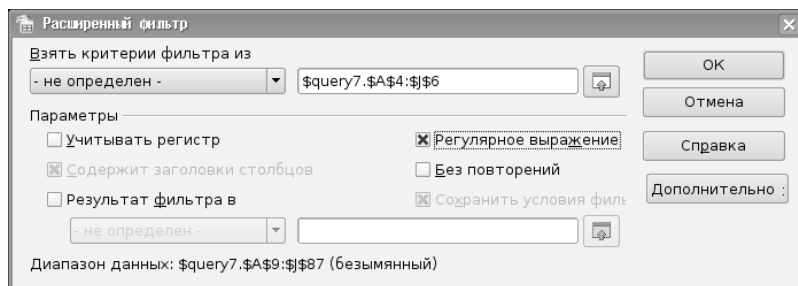 Расширенный фильтр
Взять критерии фильтра из
- не определен -
$query7.$A$4:$J$6
OK
Отмена
Параметры
Учитывать регистр
Регулярное выражение
Справка
Содержит заголовки столбцов
Без повторений
Дополнительно :
Результат фильтра в
Сохранить условия филь
- не определен -
Диапазон данных: $query7.$A$9:$J$87 (безымянный)